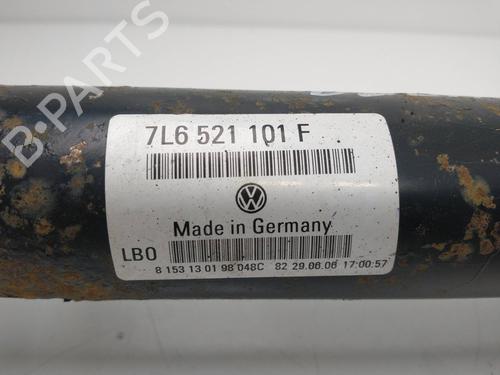 7L6 521 101 F
Made in Germany
LBO
8 153 13 01 98 048C 82 29.06.06 17:00:57